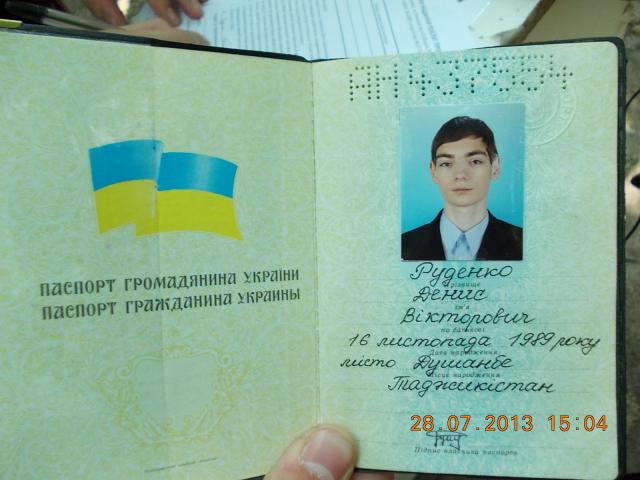 ПАСПОРТ ГРОМАДЯНИНА УКРАЇНИ
ПАСПОРТ ГРАЖДАНИНА УКРАИНЫ
Руденко
Прізвище
Денис
Ім'я
Вікторович
по батькові
16 листопада 1989 року
Дата народження
місто Душанбе
Місце народження
Таджикістан
28.07.2013 15:04
Підпис власника паспорта